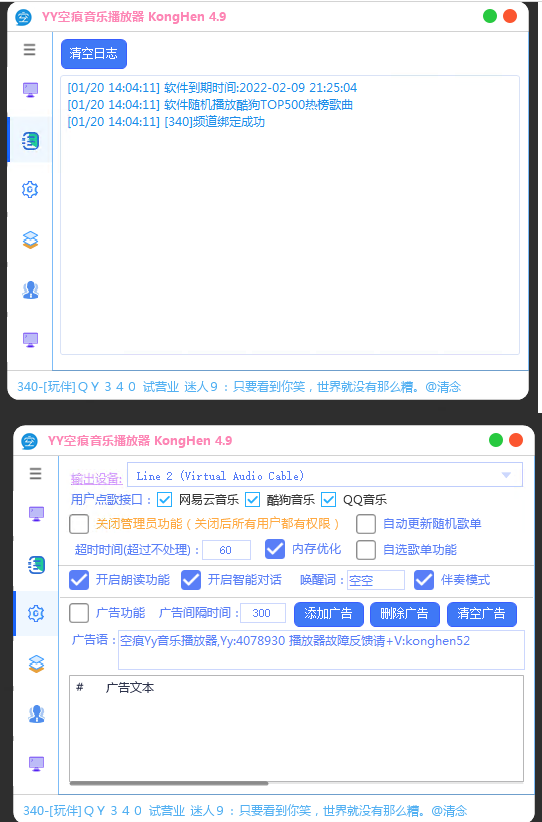 YY空痕音乐播放器 KongHen 4.9
清空日志
[01/20 14:04:11] 软件到期时间:2022-02-09 21:25:04
[01/20 14:04:11] 软件随机播放酷狗TOP500热榜歌曲
[01/20 14:04:11] [340]频道绑定成功
340-[玩伴]ＱＹ３４０ 试营业 迷人９：只要看到你笑，世界就没有那么糟。@清念
YY空痕音乐播放器 KongHen 4.9
输出设备: Line 2 (Virtual Audio Cable)
用户点歌接口： 网易云音乐 酷狗音乐 QQ音乐
关闭管理员功能（关闭后所有用户都有权限） 自动更新随机歌单
超时时间(超过不处理)： 60 内存优化 自选歌单功能
开启朗读功能 开启智能对话 唤醒词： 空空 伴奏模式
广告功能 广告间隔时间： 300 添加广告 删除广告 清空广告
广告语： 空痕Yy音乐播放器,Yy:4078930 播放器故障反馈请+V:konghen52
# 广告文本
340-[玩伴]ＱＹ３４０ 试营业 迷人９：只要看到你笑，世界就没有那么糟。@清念